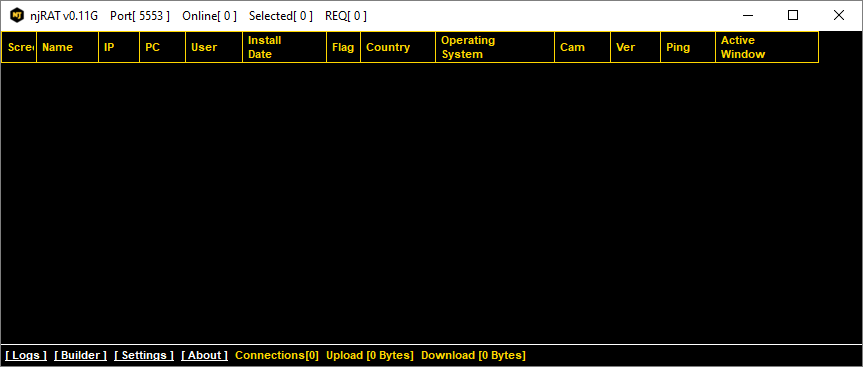 NJ njRAT v0.11G Port[ 5553 ] Online[ 0 ] Selected[ 0 ] REQ[ 0 ]
Scree Name IP PC User Install Date Flag Country Operating System Cam Ver Ping Active Window
[ Logs ] [ Builder ] [ Settings ] [ About ] Connections[0] Upload [0 Bytes] Download [0 Bytes]